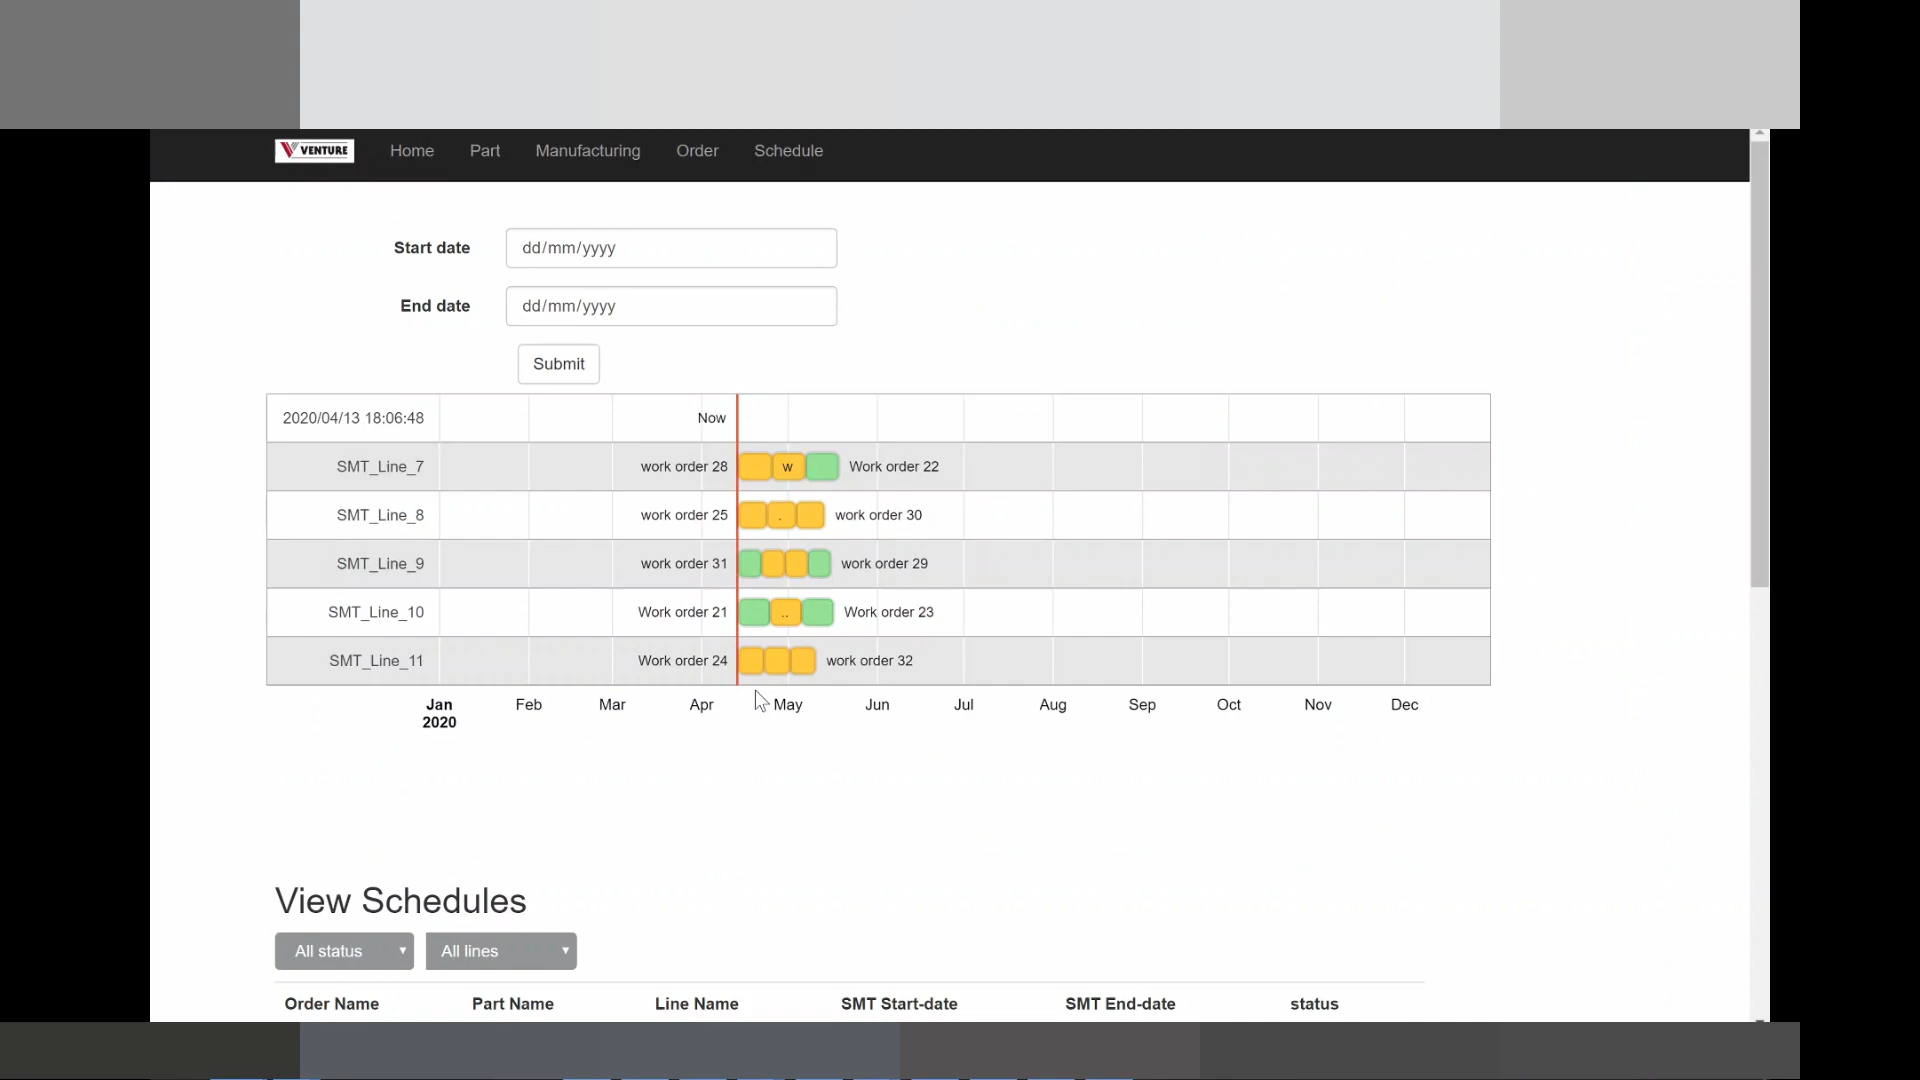 VENTURE Home Part Manufacturing Order Schedule
Start date dd/mm/yyyy
End date dd/mm/yyyy
Submit
2020/04/13 18:06:48 Now
SMT_Line_7 work order 28 w Work order 22
SMT_Line_8 work order 25 . work order 30
SMT_Line_9 work order 31 work order 29
SMT_Line_10 Work order 21 .. Work order 23
SMT_Line_11 Work order 24 work order 32
Jan Feb Mar Apr May Jun Jul Aug Sep Oct Nov Dec
2020
View Schedules
All status All lines
Order Name Part Name Line Name SMT Start-date SMT End-date status